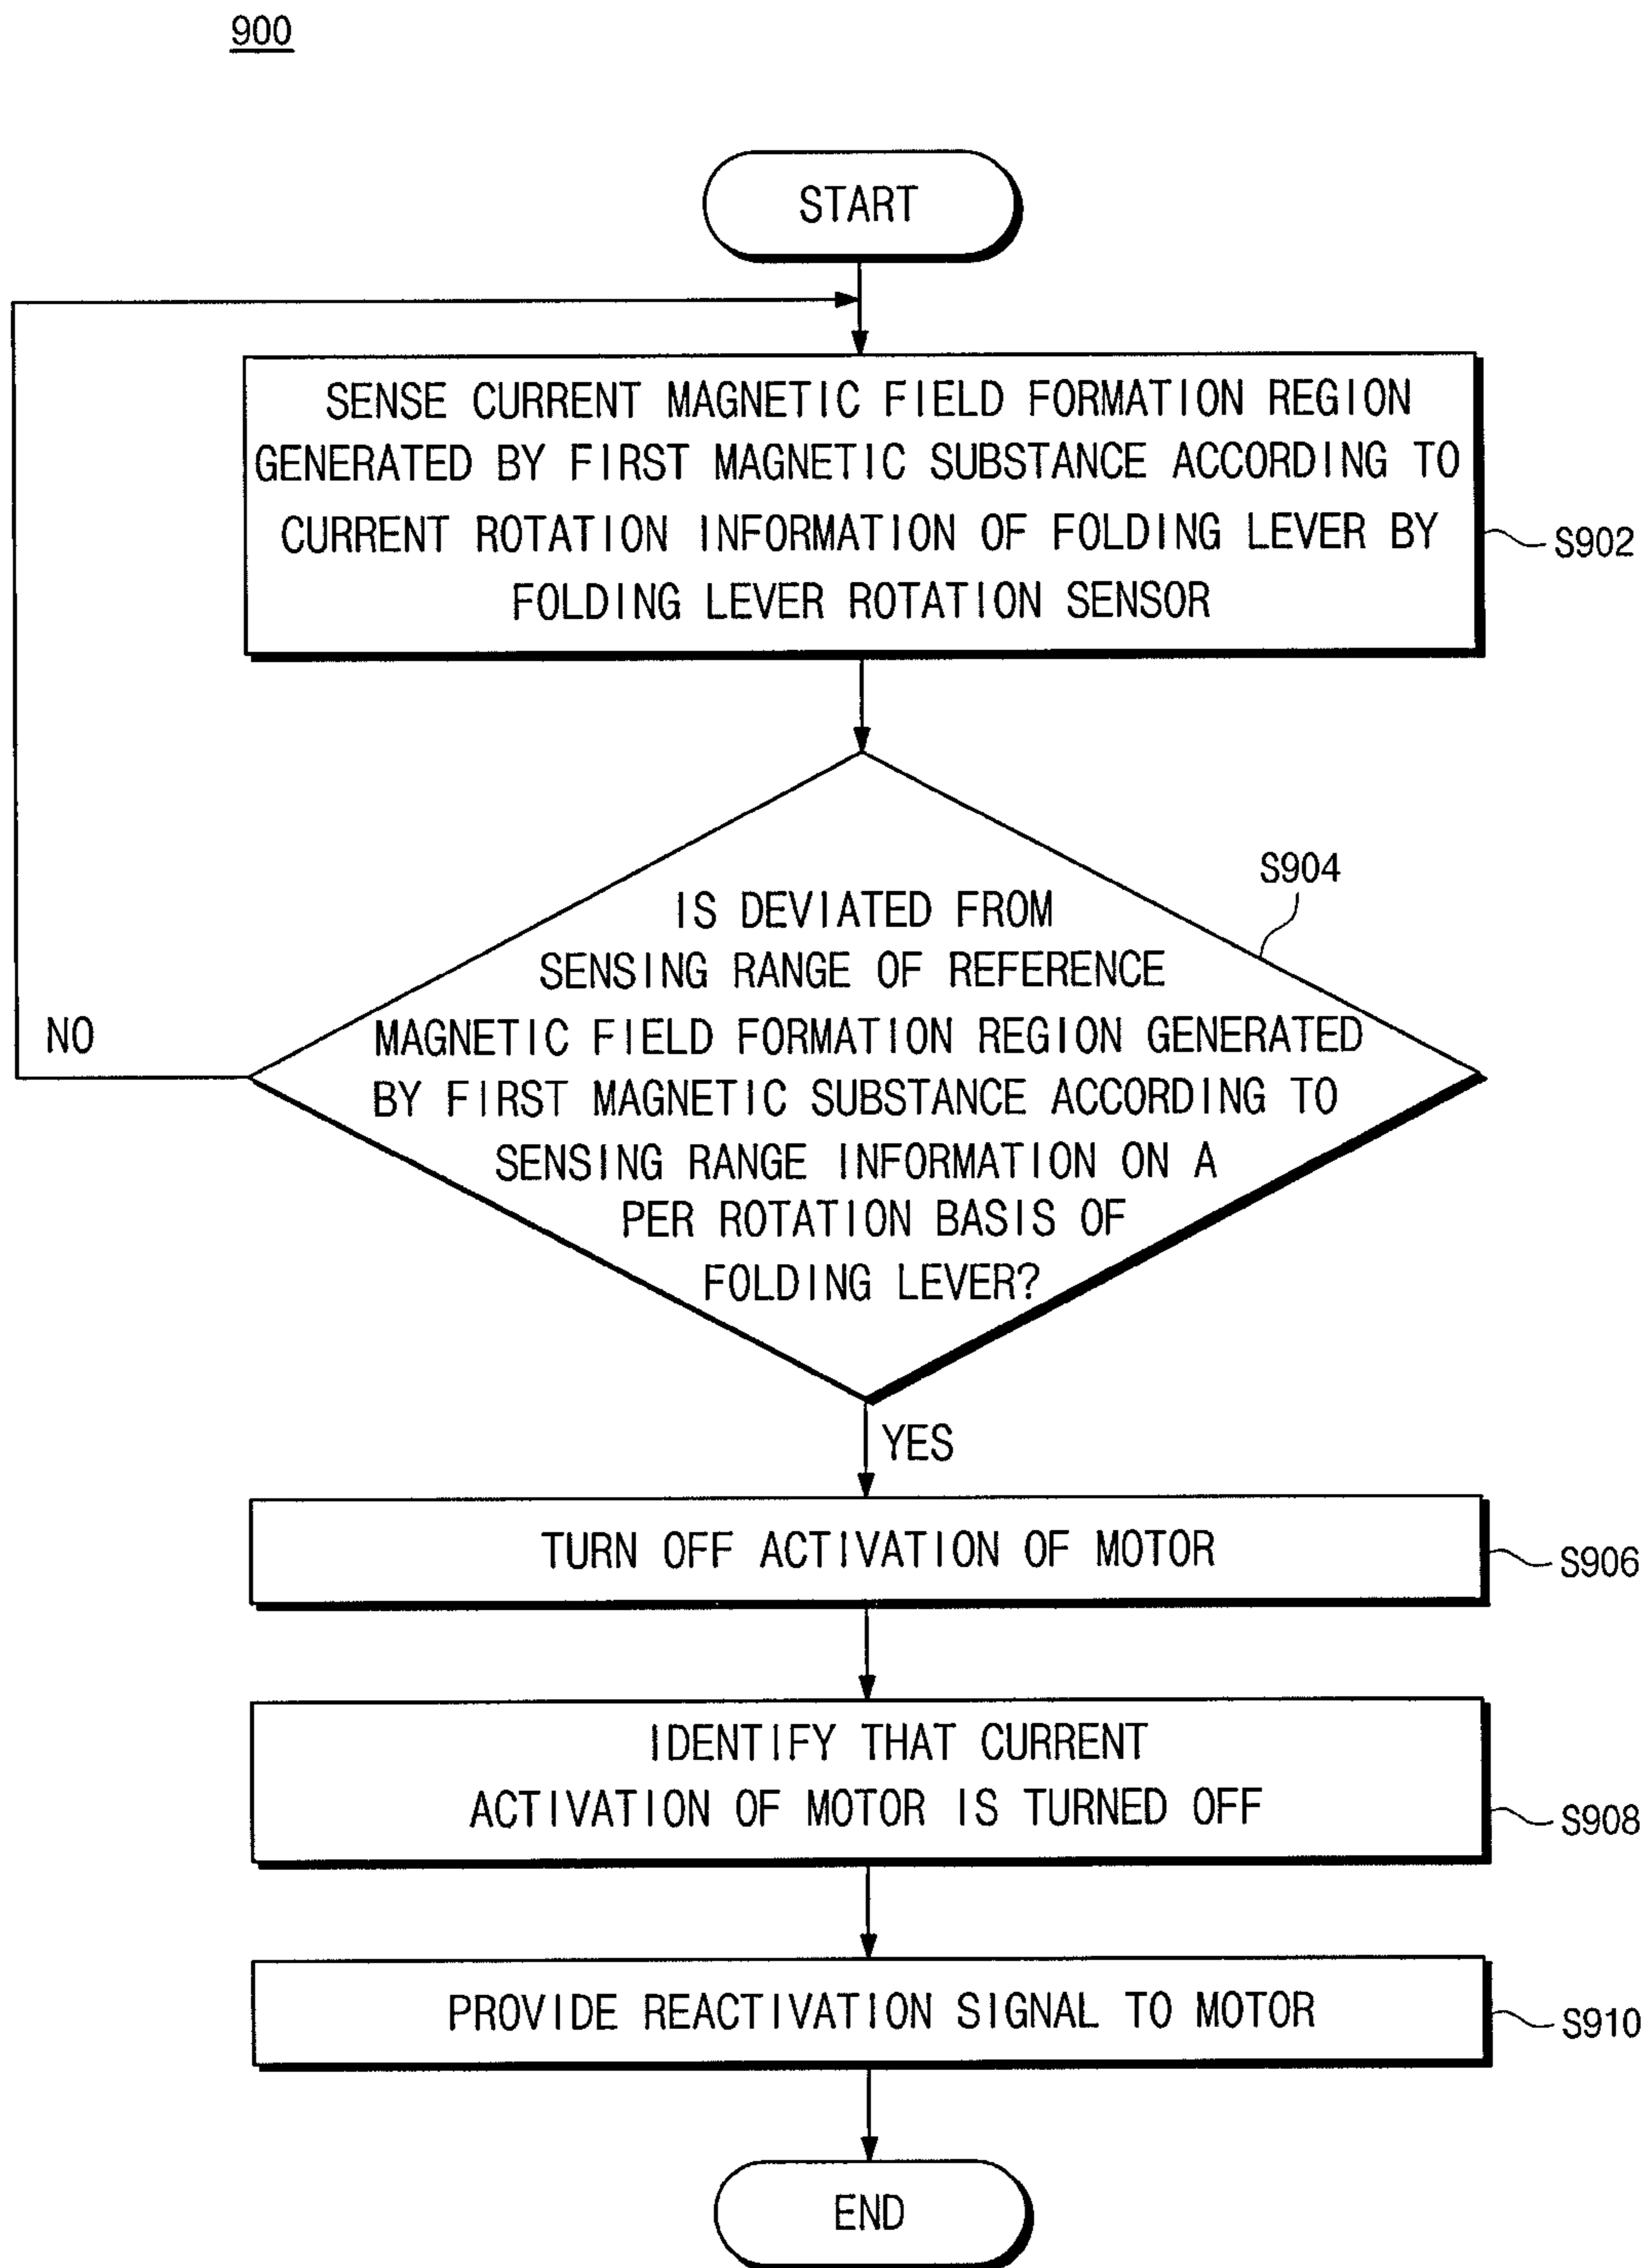 900
START
SENSE CURRENT MAGNETIC FIELD FORMATION REGION
GENERATED BY FIRST MAGNETIC SUBSTANCE ACCORDING TO
CURRENT ROTATION INFORMATION OF FOLDING LEVER BY
FOLDING LEVER ROTATION SENSOR
S902
S904
IS DEVIATED FROM
SENSING RANGE OF REFERENCE
MAGNETIC FIELD FORMATION REGION GENERATED
BY FIRST MAGNETIC SUBSTANCE ACCORDING TO
SENSING RANGE INFORMATION ON A
PER ROTATION BASIS OF
FOLDING LEVER?
NO
YES
TURN OFF ACTIVATION OF MOTOR
S906
IDENTIFY THAT CURRENT
ACTIVATION OF MOTOR IS TURNED OFF
S908
PROVIDE REACTIVATION SIGNAL TO MOTOR
S910
END